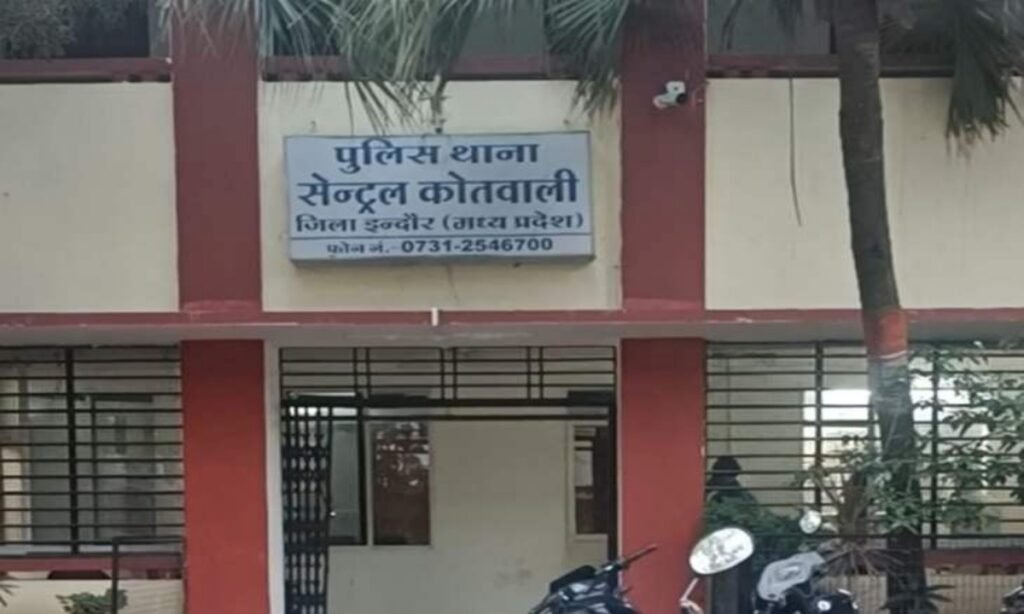 पुलिस थाना
सेन्ट्रल कोतवाली
जिला इन्दौर (मध्य प्रदेश)
फोन नं.- 0731-2546700